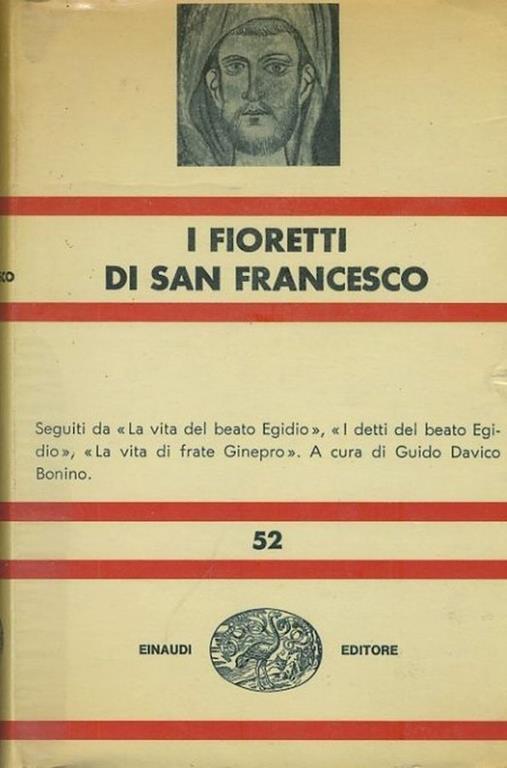 I FIORETTI
DI SAN FRANCESCO
Seguiti da «La vita del beato Egidio», «I detti del beato Egi-
dio», «La vita di frate Ginepro». A cura di Guido Davico
Bonino.
52
EINAUDI EDITORE